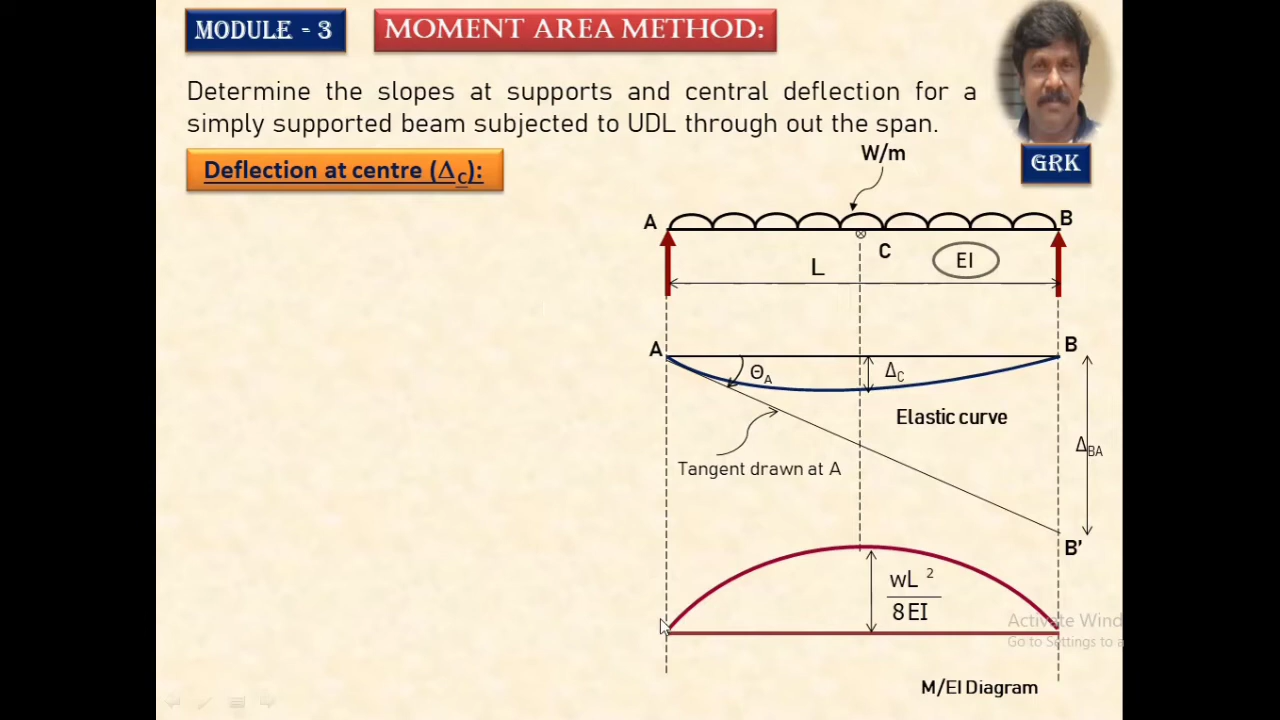 MODULE - 3
MOMENT AREA METHOD:
Determine the slopes at supports and central deflection for a
simply supported beam subjected to UDL through out the span.
GRK
Deflection at centre (ΔC):
W/m
A
B
C
EI
L
A
B
ΘA
ΔC
Elastic curve
ΔBA
Tangent drawn at A
B’
wL 2
8EI
Activate Wind
Go to Settings to a
M/EI Diagram